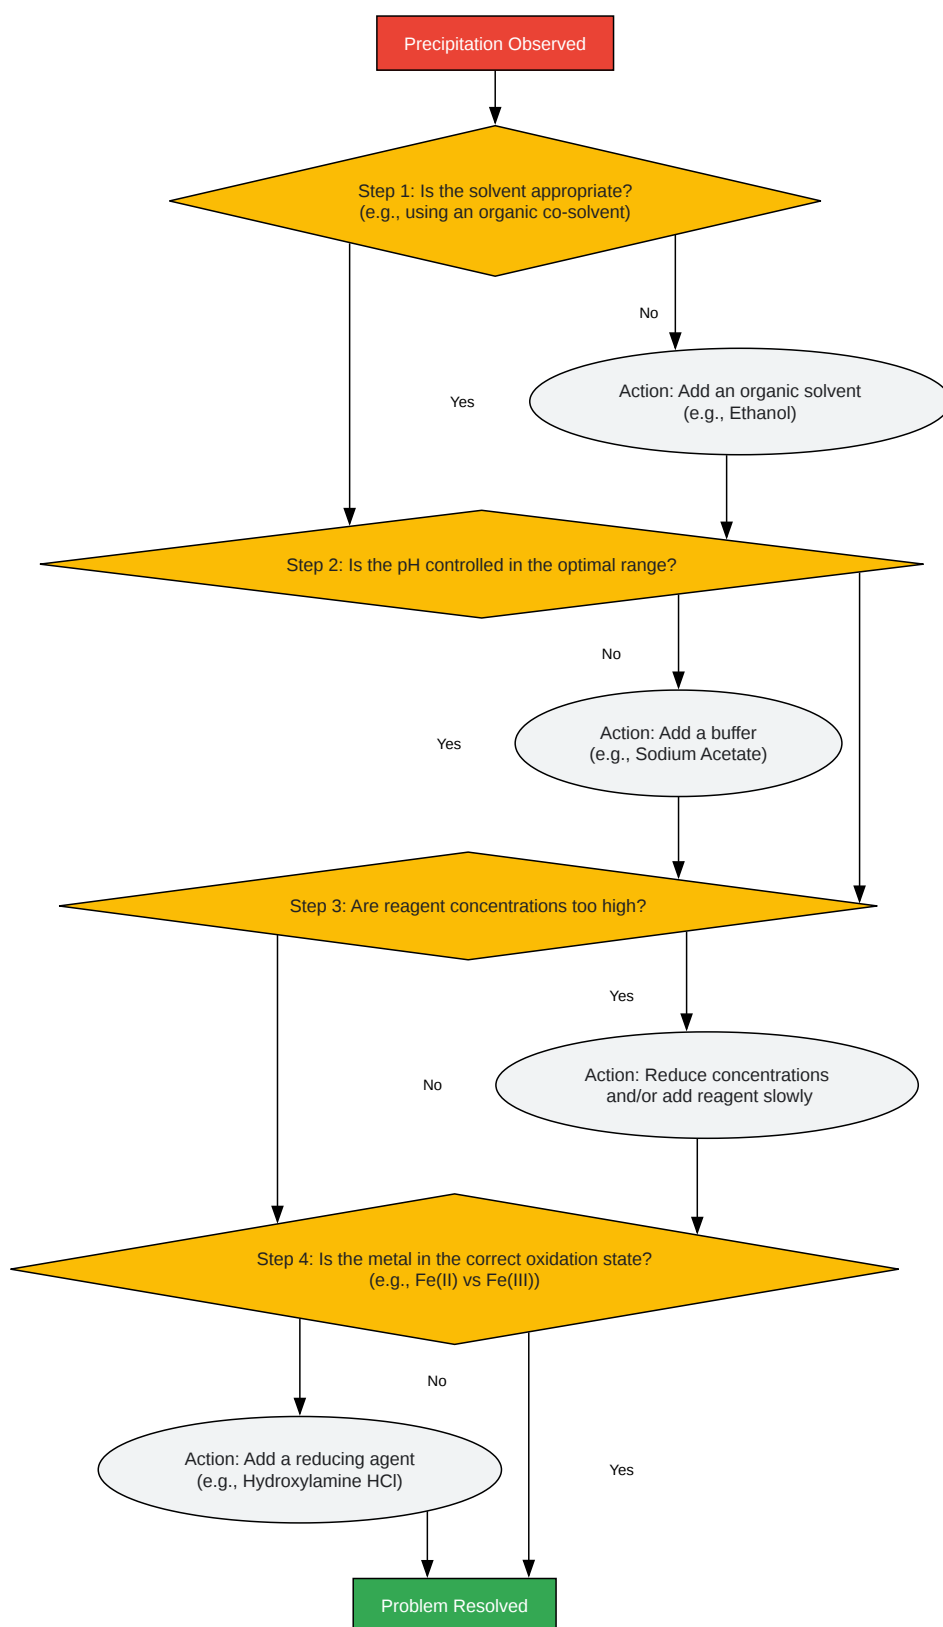 Precipitation Observed
Step 1: Is the solvent appropriate?
(e.g., using an organic co-solvent)
No
Action: Add an organic solvent
(e.g., Ethanol)
Yes
Step 2: Is the pH controlled in the optimal range?
No
Action: Add a buffer
(e.g., Sodium Acetate)
Yes
Step 3: Are reagent concentrations too high?
Yes
Action: Reduce concentrations
and/or add reagent slowly
No
Step 4: Is the metal in the correct oxidation state?
(e.g., Fe(II) vs Fe(III))
No
Action: Add a reducing agent
(e.g., Hydroxylamine HCl)
Yes
Problem Resolved